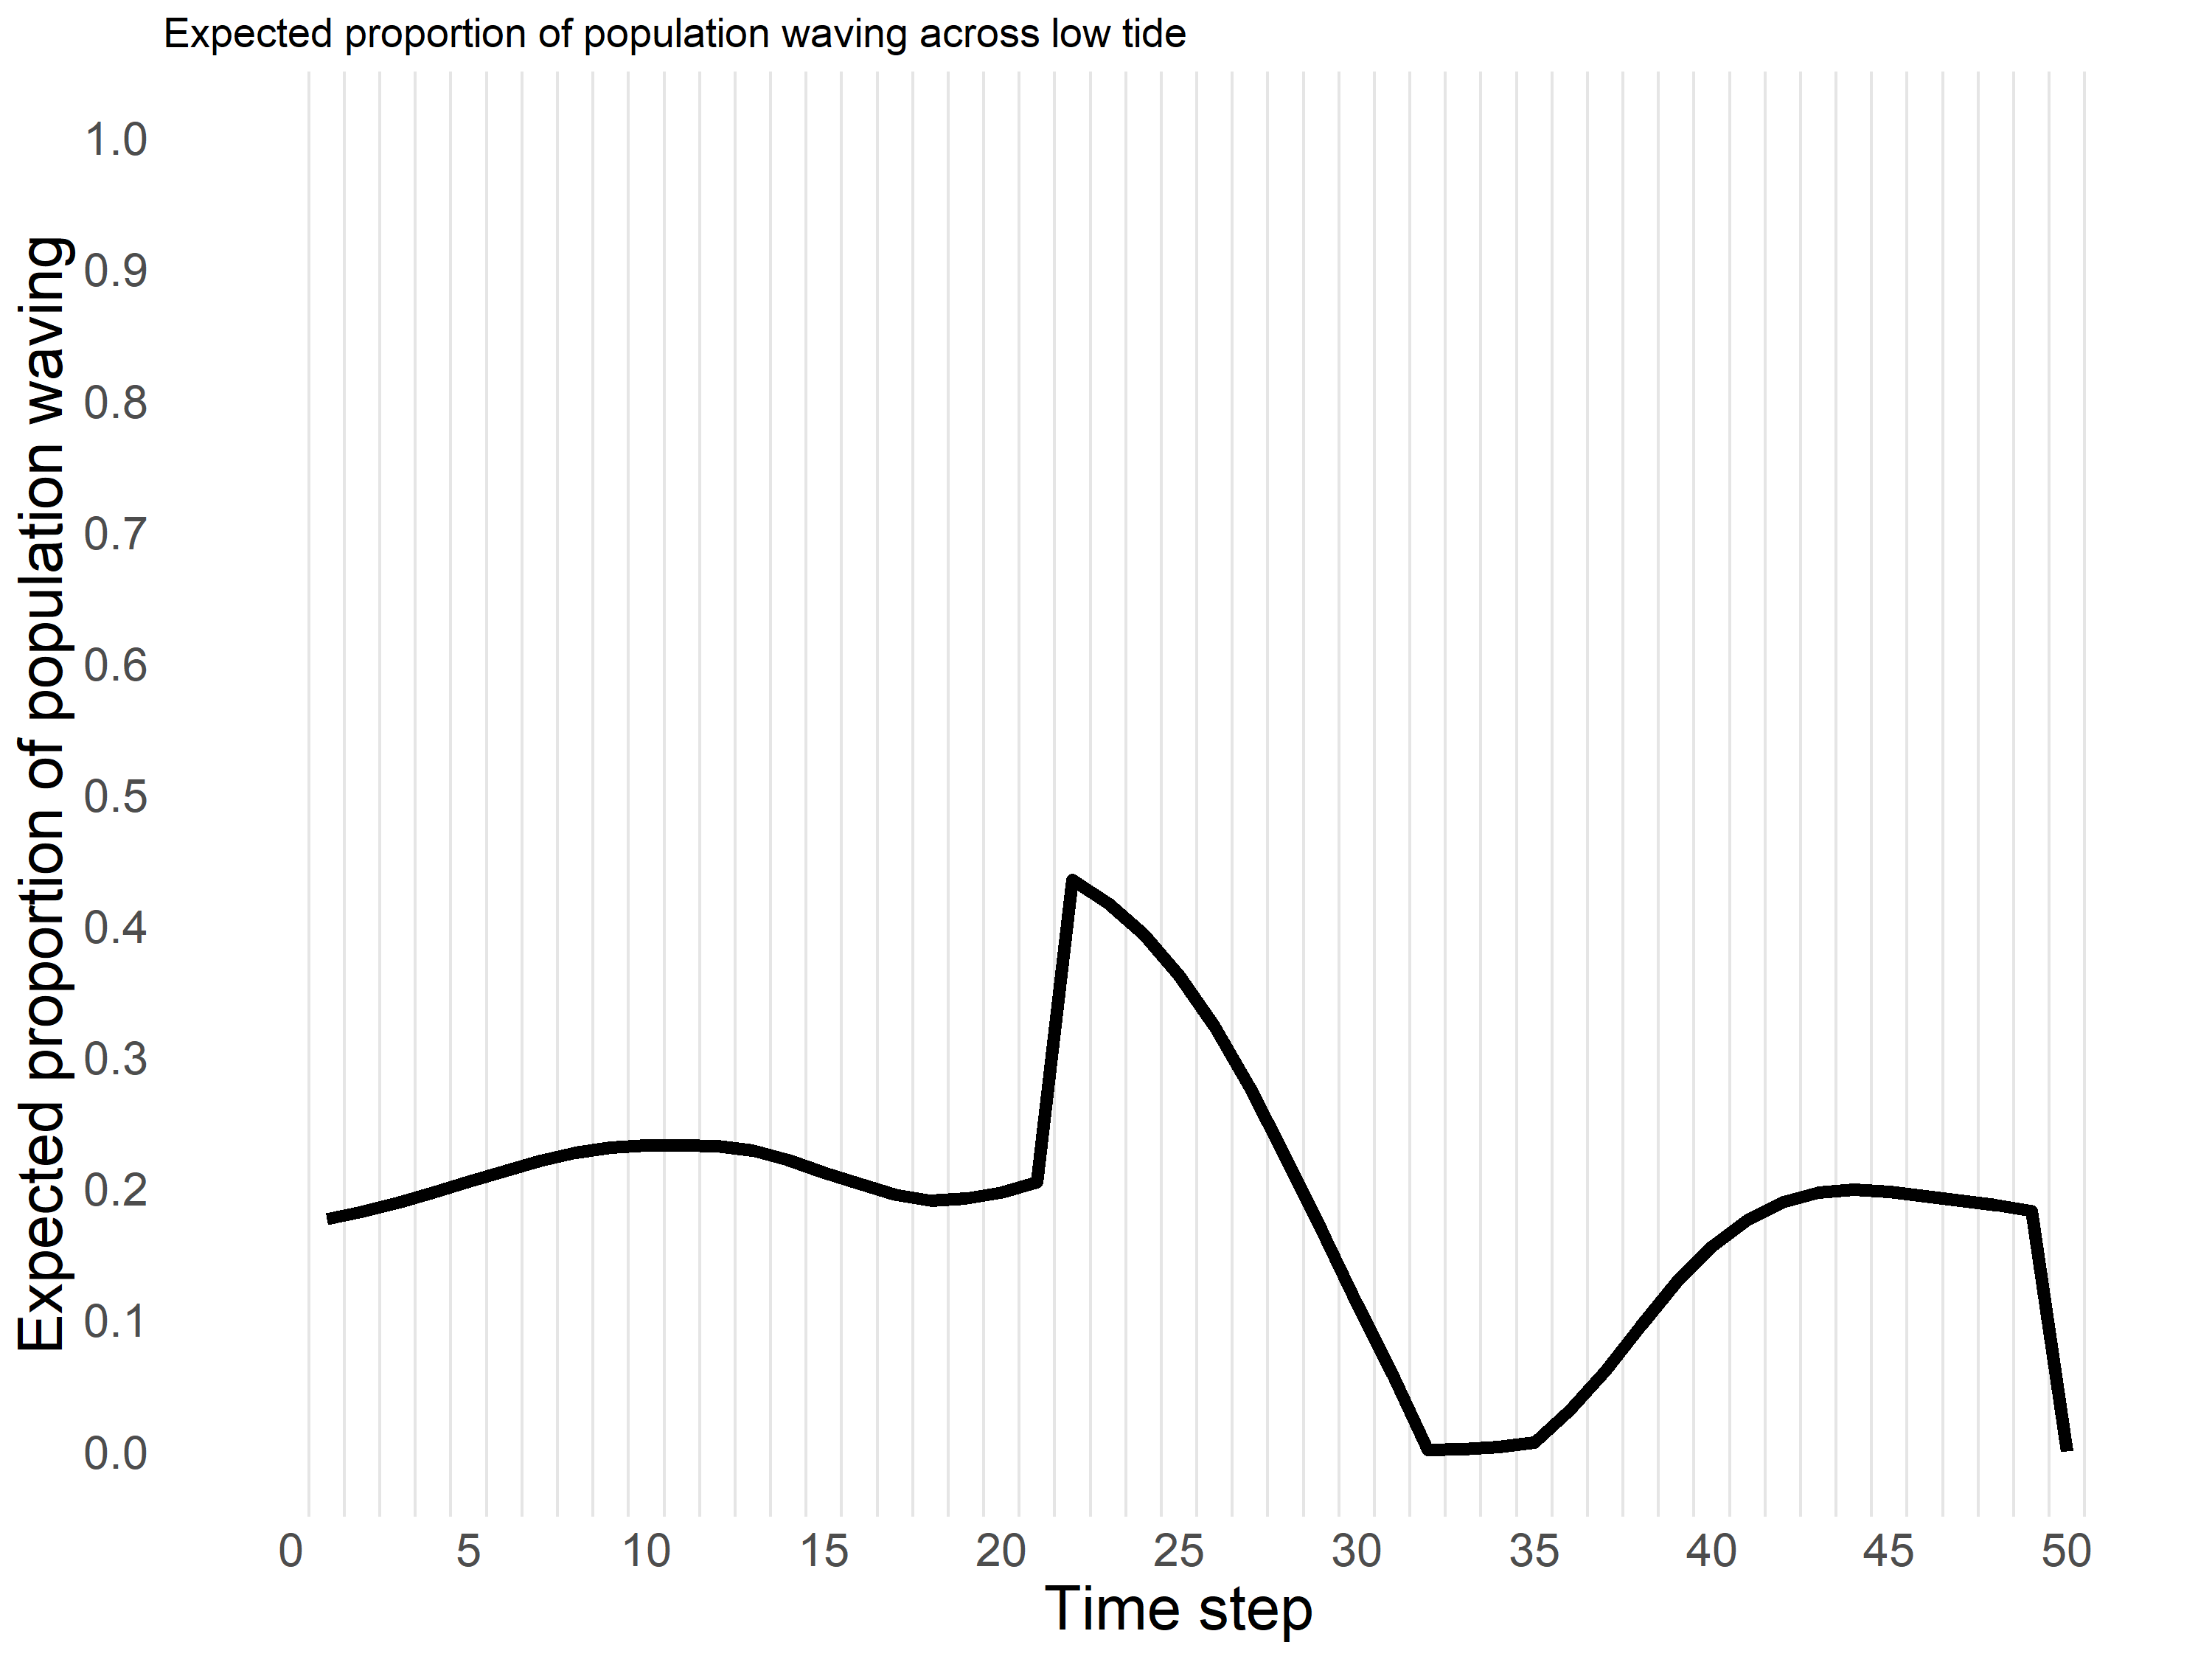 Expected proportion of population waving across low tide
Expected proportion of population waving
1.0
0.9
0.8
0.7
0.6
0.5
0.4
0.3
0.2
0.1
0.0
0 5 10 15 20 25 30 35 40 45 50
Time step